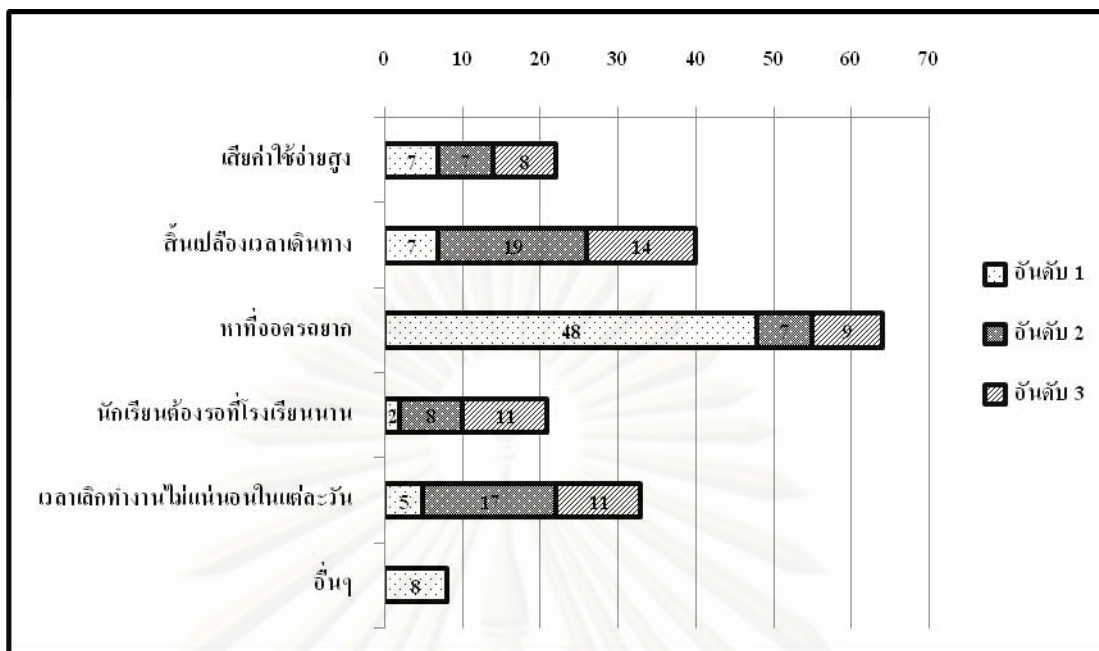 0 10 20 30 40 50 60 70
เสียค่าใช้จ่ายสูง
7 7 8
สิ้นเปลืองเวลาเดินทาง
7 19 14
หาที่จอดรถยาก
48 7 9
นักเรียนต้องรอที่โรงเรียนนาน
2 8 11
เวลาเลิกทำงานไม่แน่นอนในแต่ละวัน
5 17 11
อื่นๆ
8
อันดับ 1
อันดับ 2
อันดับ 3